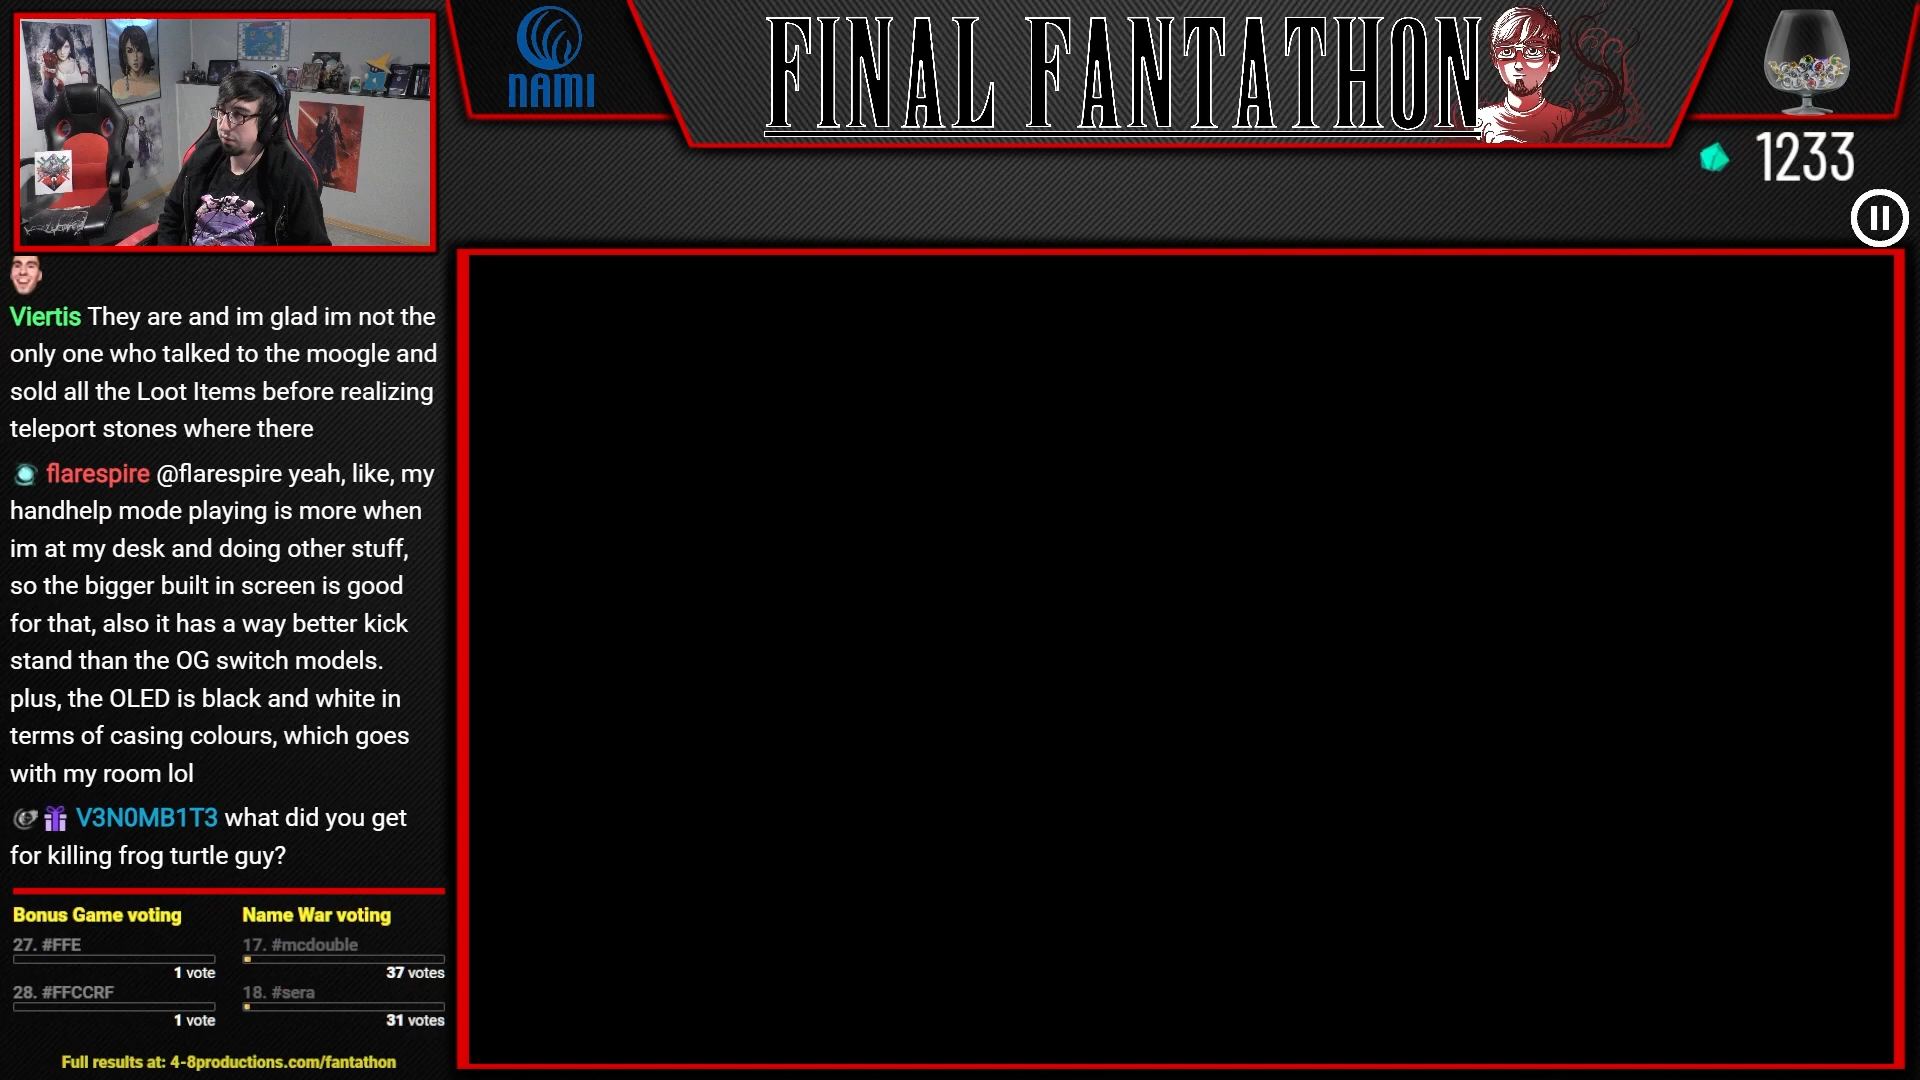 NAMI
FINAL FANTATHON
1233
Viertis They are and im glad im not the
only one who talked to the moogle and
sold all the Loot Items before realizing
teleport stones where there
flarespire @flarespire yeah, like, my
handhelp mode playing is more when
im at my desk and doing other stuff,
so the bigger built in screen is good
for that, also it has a way better kick
stand than the OG switch models.
plus, the OLED is black and white in
terms of casing colours, which goes
with my room lol
V3N0MB1T3 what did you get
for killing frog turtle guy?
Bonus Game voting
27. #FFE
1 vote
28. #FFCCRF
1 vote
Name War voting
17. #mcdouble
37 votes
18. #sera
31 votes
Full results at: 4-8productions.com/fantathon